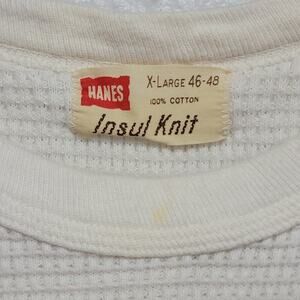 HANES
X-LARGE 46-48
100% COTTON
Insul Knit